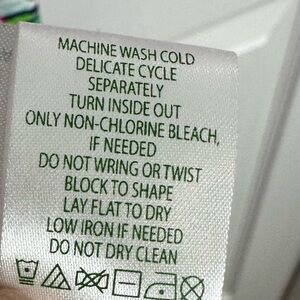 MACHINE WASH COLD
DELICATE CYCLE
SEPARATELY
TURN INSIDE OUT
ONLY NON-CHLORINE BLEACH,
IF NEEDED
DO NOT WRING OR TWIST
BLOCK TO SHAPE
LAY FLAT TO DRY
LOW IRON IF NEEDED
DO NOT DRY CLEAN